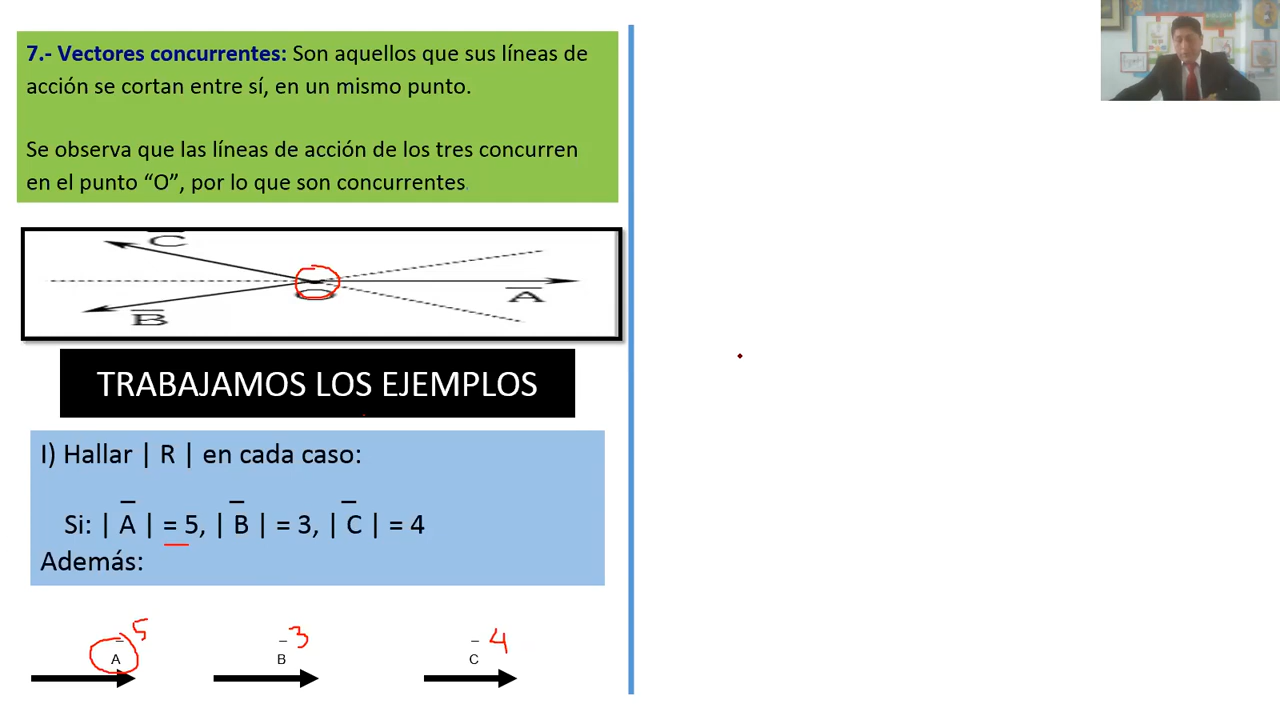 7.- Vectores concurrentes: Son aquellos que sus líneas de
acción se cortan entre sí, en un mismo punto.
Se observa que las líneas de acción de los tres concurren
en el punto “O”, por lo que son concurrentes.
C
O
A
B
TRABAJAMOS LOS EJEMPLOS
I) Hallar | R | en cada caso:
Si: | A | = 5, | B | = 3, | C | = 4
Además:
5 3 4
A B C